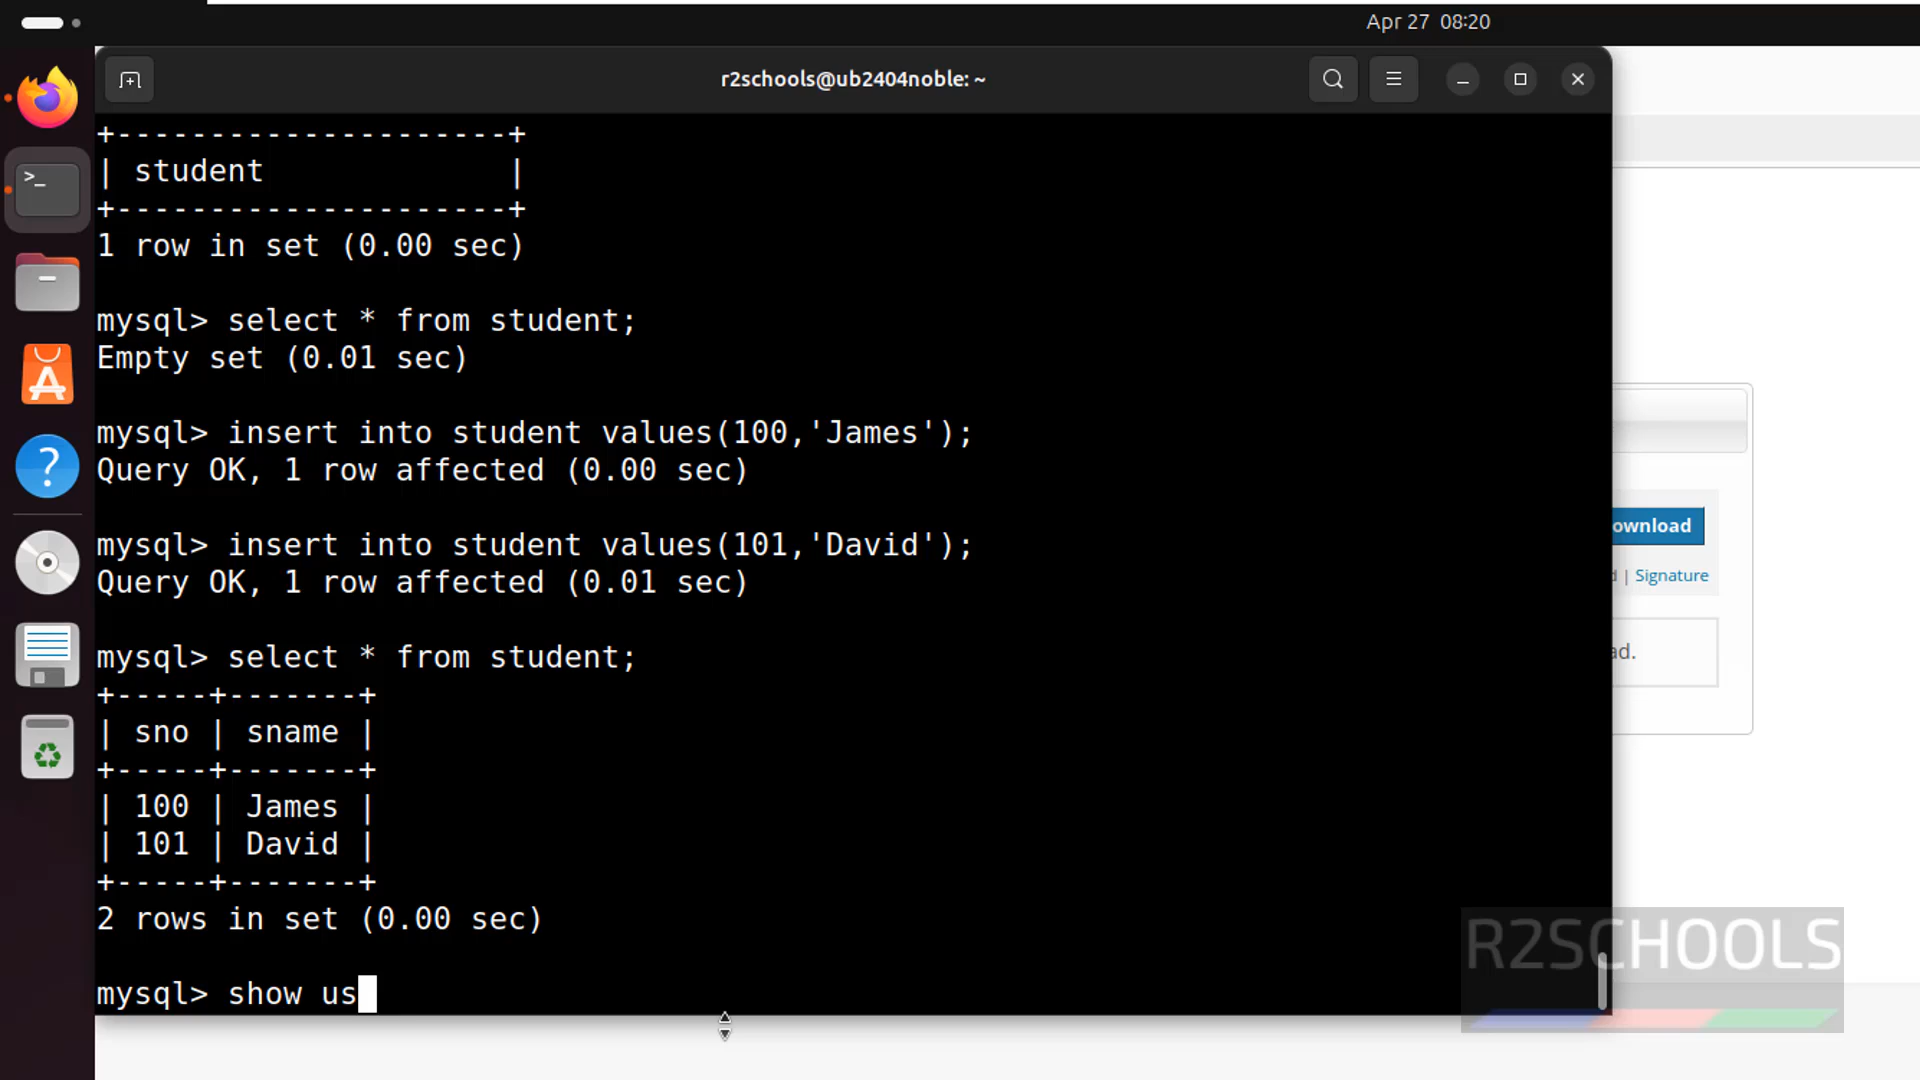 Apr 27 08:20
r2schools@ub2404noble: ~
+---------------------+
| student             |
+---------------------+
1 row in set (0.00 sec)
mysql> select * from student;
Empty set (0.01 sec)
mysql> insert into student values(100,'James');
Query OK, 1 row affected (0.00 sec)
mysql> insert into student values(101,'David');
Query OK, 1 row affected (0.01 sec)
mysql> select * from student;
+-----+-------+
| sno | sname |
+-----+-------+
| 100 | James |
| 101 | David |
+-----+-------+
2 rows in set (0.00 sec)
mysql> show us
ownload
d | Signature
ad.
R2SCHOOLS